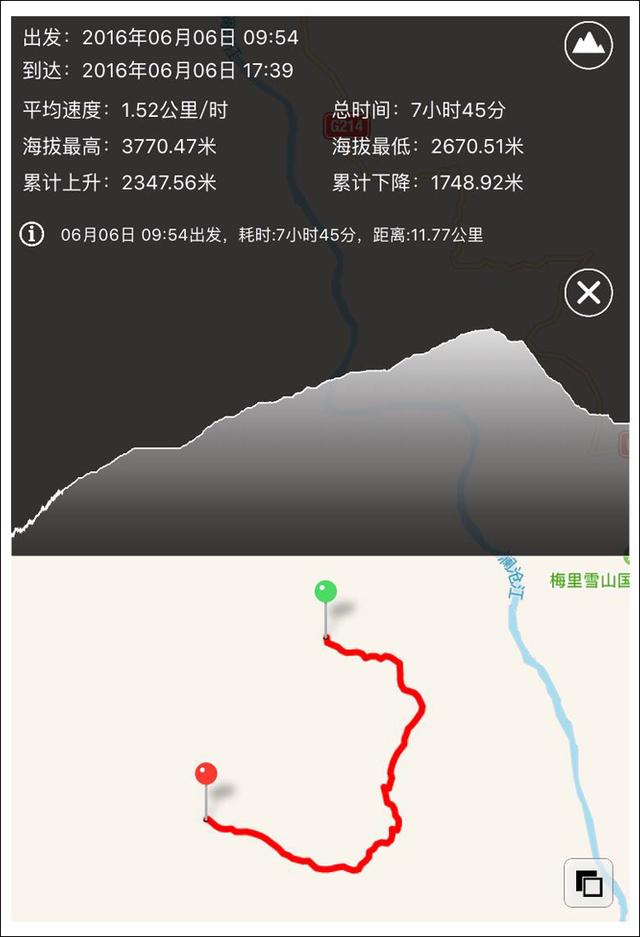 出发：2016年06月06日 09:54
到达：2016年06月06日 17:39
平均速度：1.52公里/时 总时间：7小时45分
G214
海拔最高：3770.47米 海拔最低：2670.51米
累计上升：2347.56米 累计下降：1748.92米
06月06日 09:54出发，耗时:7小时45分，距离:11.77公里
澜沧江
梅里雪山国